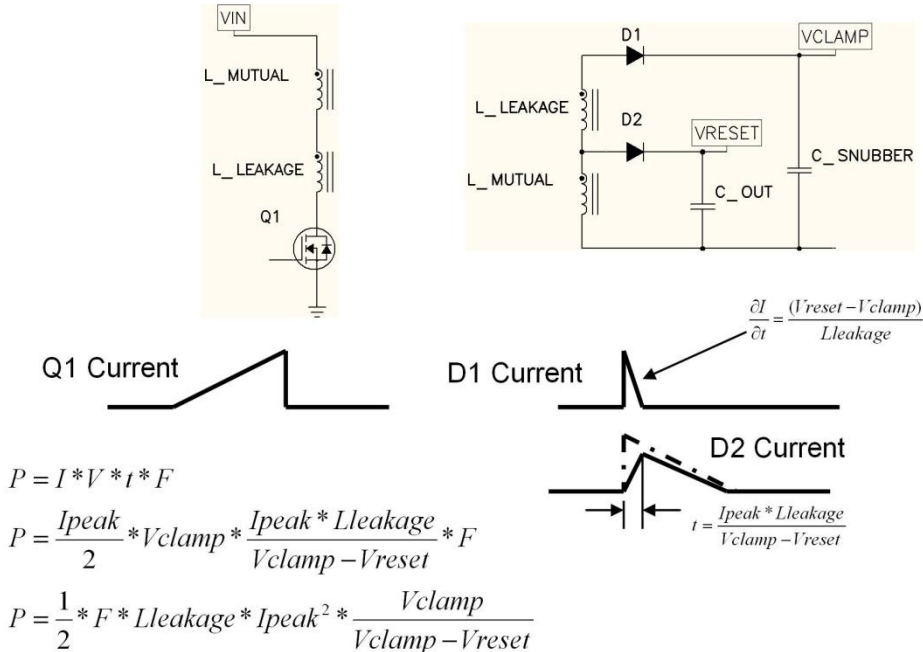 VIN
L_MUTUAL
L_LEAKAGE
Q1
D1
VCLAMP
L_LEAKAGE
D2
VRESET
C_SNUBBER
L_MUTUAL
C_OUT
∂I/∂t = (Vreset − Vclamp)/Lleakage
Q1 Current
D1 Current
D2 Current
t = Ipeak * Lleakage/Vclamp − Vreset
P = I * V * t * F
P = Ipeak/2 * Vclamp * Ipeak * Lleakage/Vclamp − Vreset * F
P = 1/2 * F * Lleakage * Ipeak² * Vclamp/Vclamp − Vreset